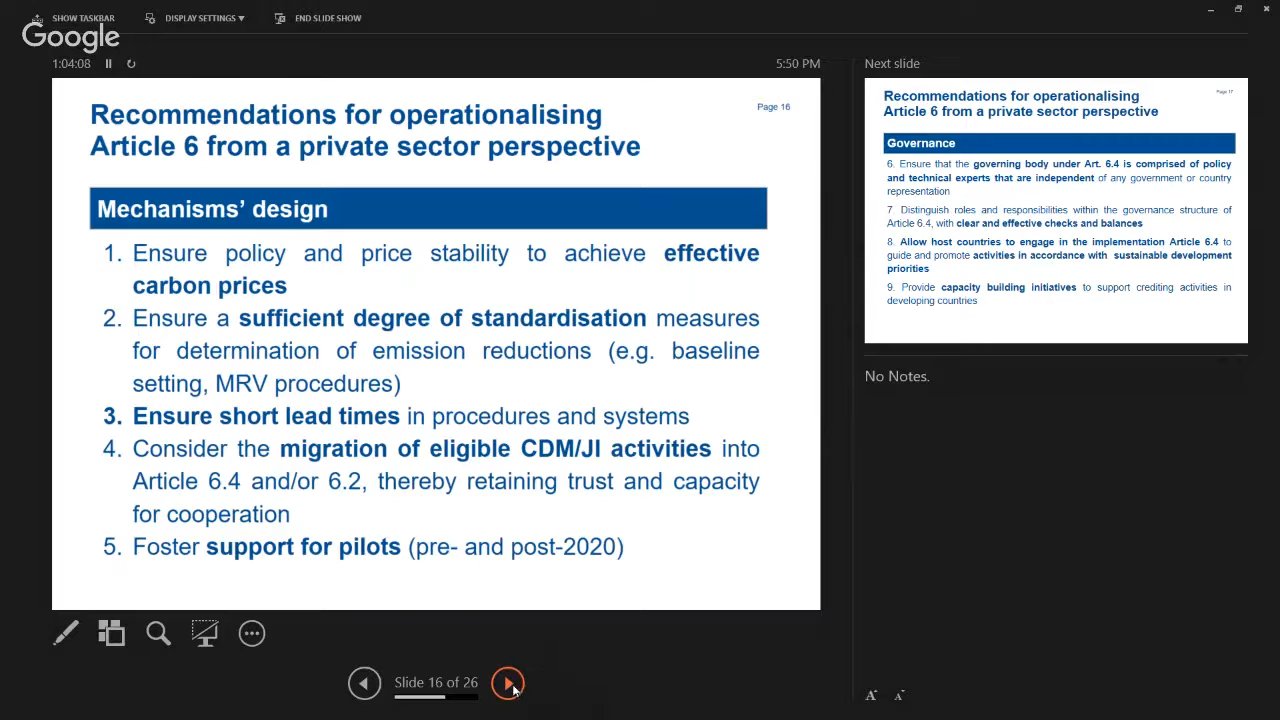 SHOW TASKBAR
DISPLAY SETTINGS ▼
END SLIDE SHOW
Google
1:04:08
5:50 PM
Recommendations for operationalising
Article 6 from a private sector perspective
Page 16
Mechanisms' design
1. Ensure policy and price stability to achieve effective
carbon prices
2. Ensure a sufficient degree of standardisation measures
for determination of emission reductions (e.g. baseline
setting, MRV procedures)
3. Ensure short lead times in procedures and systems
4. Consider the migration of eligible CDM/JI activities into
Article 6.4 and/or 6.2, thereby retaining trust and capacity
for cooperation
5. Foster support for pilots (pre- and post-2020)
Slide 16 of 26
Next slide
Recommendations for operationalising
Article 6 from a private sector perspective
Page 17
Governance
6. Ensure that the governing body under Art. 6.4 is comprised of policy
and technical experts that are independent of any government or country
representation
7. Distinguish roles and responsibilities within the governance structure of
Article 6.4, with clear and effective checks and balances
8. Allow host countries to engage in the implementation Article 6.4 to
guide and promote activities in accordance with sustainable development
priorities
9. Provide capacity building initiatives to support crediting activities in
developing countries
No Notes.
A A